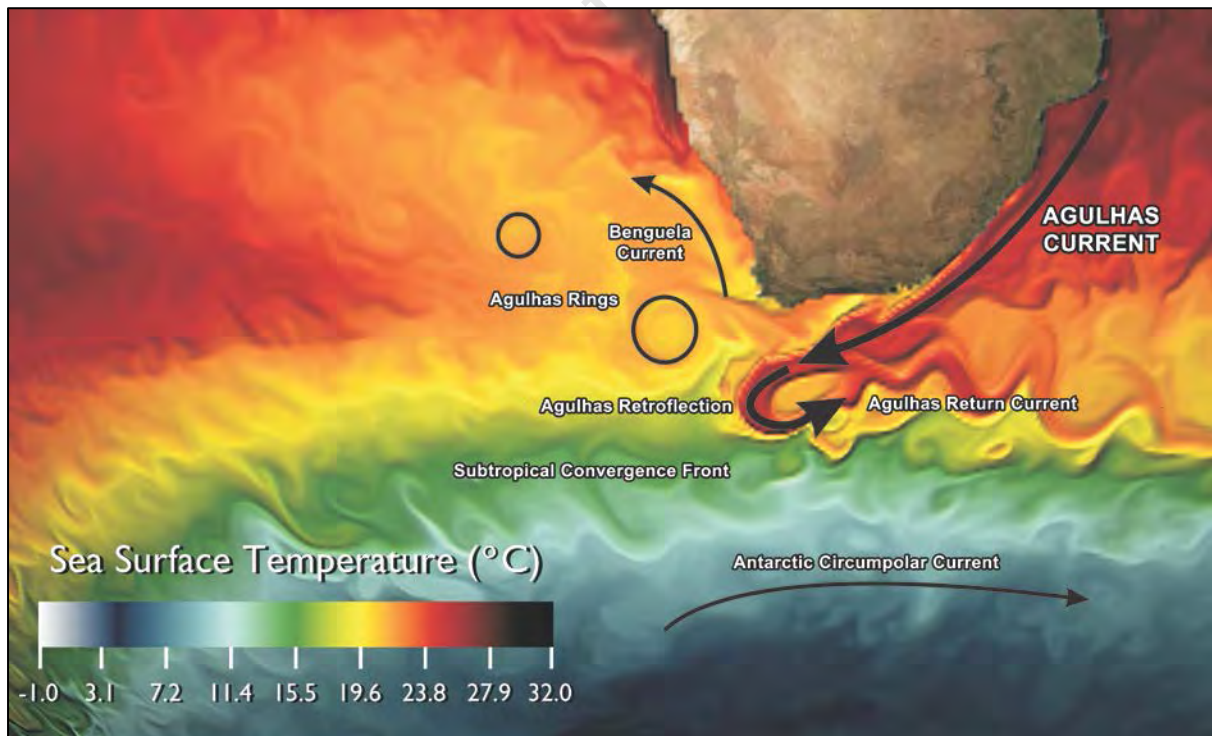 AGULHAS
CURRENT
Benguela
Current
Agulhas Rings
Agulhas Retroflection
Agulhas Return Current
Subtropical Convergence Front
Sea Surface Temperature (°C)
Antarctic Circumpolar Current
-1.0 3.1 7.2 11.4 15.5 19.6 23.8 27.9 32.0